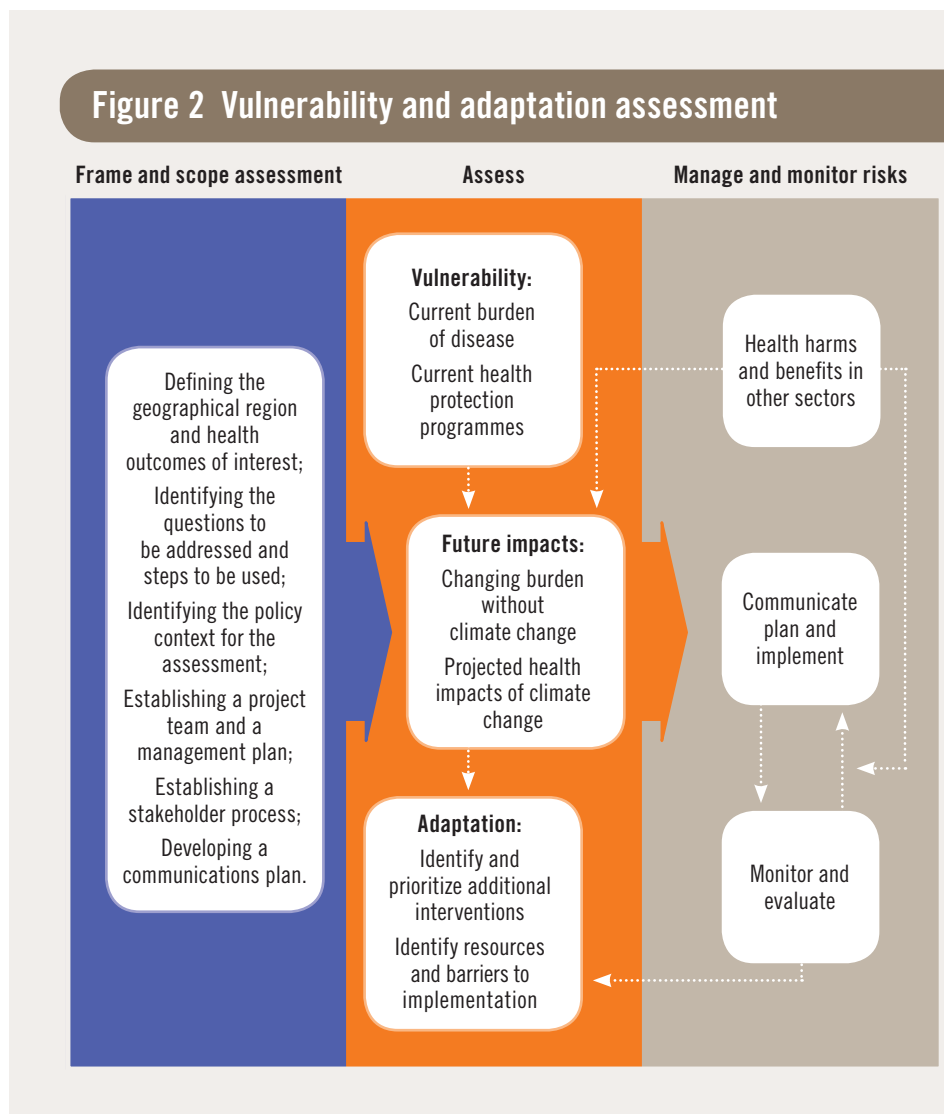 Figure 2 Vulnerability and adaptation assessment
Frame and scope assessment
Assess
Manage and monitor risks
Defining the
geographical region
and health
outcomes of interest;
Identifying the
questions to
be addressed and
steps to be used;
Identifying the policy
context for the
assessment;
Establishing a project
team and a
management plan;
Establishing a
stakeholder process;
Developing a
communications plan.
Vulnerability:
Current burden
of disease
Current health
protection
programmes
Future impacts:
Changing burden
without
climate change
Projected health
impacts of climate
change
Adaptation:
Identify and
prioritize additional
interventions
Identify resources
and barriers to
implementation
Health harms
and benefits in
other sectors
Communicate
plan and
implement
Monitor and
evaluate